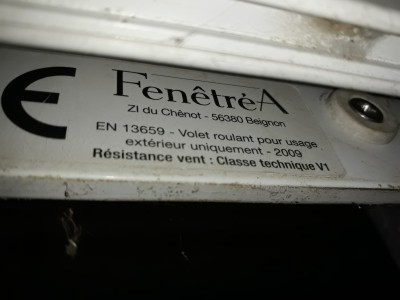 CE
FenêtréA
ZI du Chênot - 56380 Beignon
EN 13659 - Volet roulant pour usage
extérieur uniquement - 2009
Résistance vent : Classe technique V1